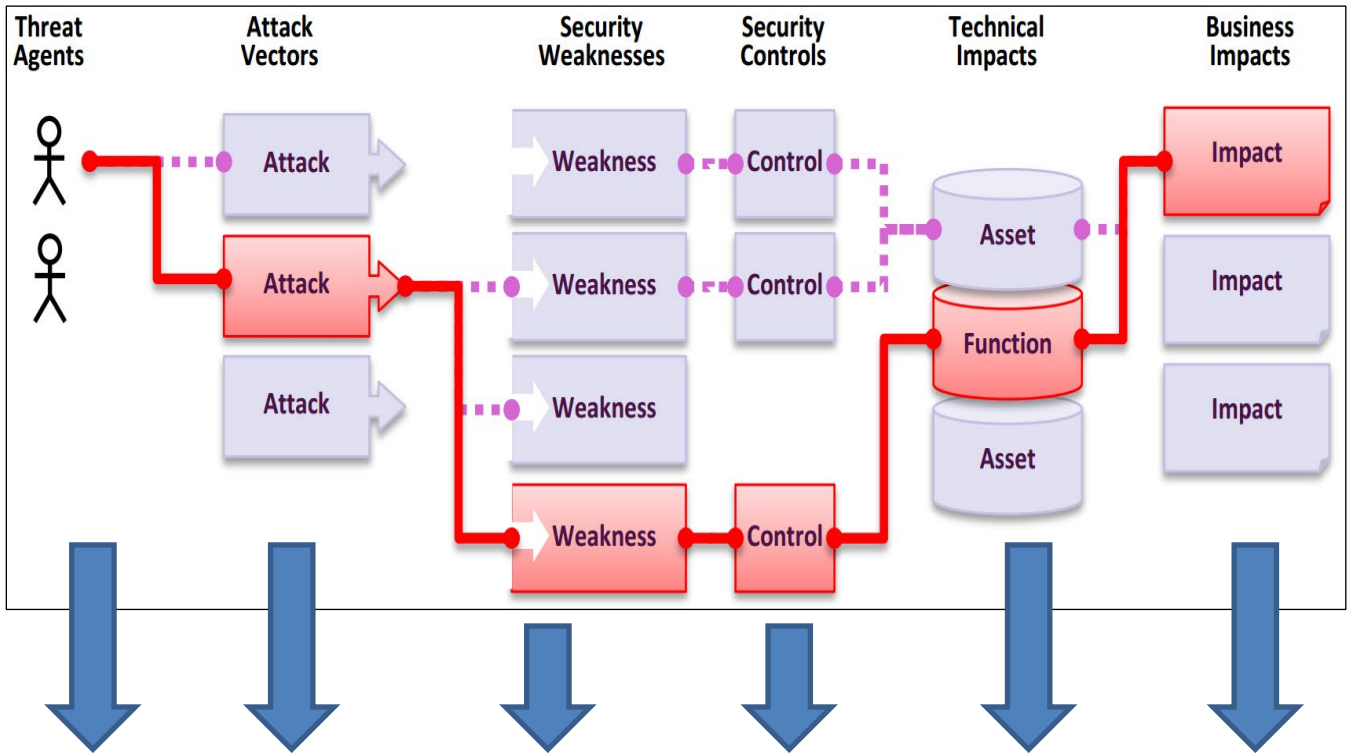 Threat
Agents
Attack
Vectors
Security
Weaknesses
Security
Controls
Technical
Impacts
Business
Impacts
Attack
Weakness
Control
Impact
Asset
Attack
Weakness
Control
Impact
Function
Attack
Weakness
Impact
Asset
Weakness
Control